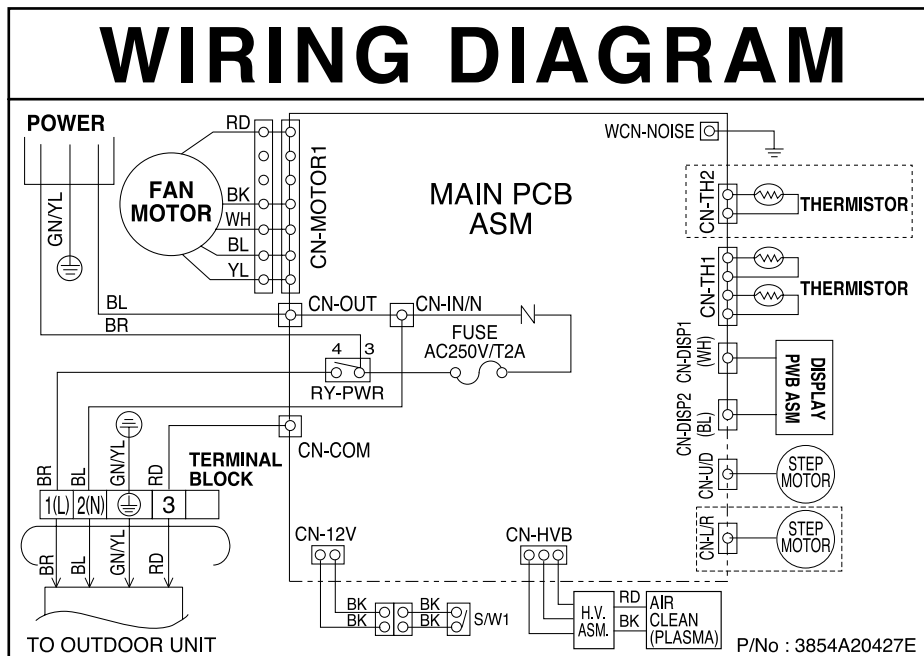 WIRING DIAGRAM
POWER
GN/YL
FAN
MOTOR
RD
BK
WH
BL
YL
CN-MOTOR1
MAIN PCB
ASM
WCN-NOISE
CN-TH2
THERMISTOR
CN-TH1
THERMISTOR
BL
BR
CN-OUT
CN-IN/N
N
FUSE
AC250V/T2A
4 3
RY-PWR
CN-DISP1
(WH)
CN-DISP2
(BL)
DISPLAY
PWB ASM
CN-COM
TERMINAL
BLOCK
BR
BL
GN/YL
RD
1(L)
2(N)
3
CN-U/D
STEP
MOTOR
CN-L/R
STEP
MOTOR
BR
BL
GN/YL
RD
TO OUTDOOR UNIT
CN-12V
BK
BK
BK
BK
S/W1
CN-HVB
H.V.
ASM.
RD
BK
AIR
CLEAN
(PLASMA)
P/No : 3854A20427E